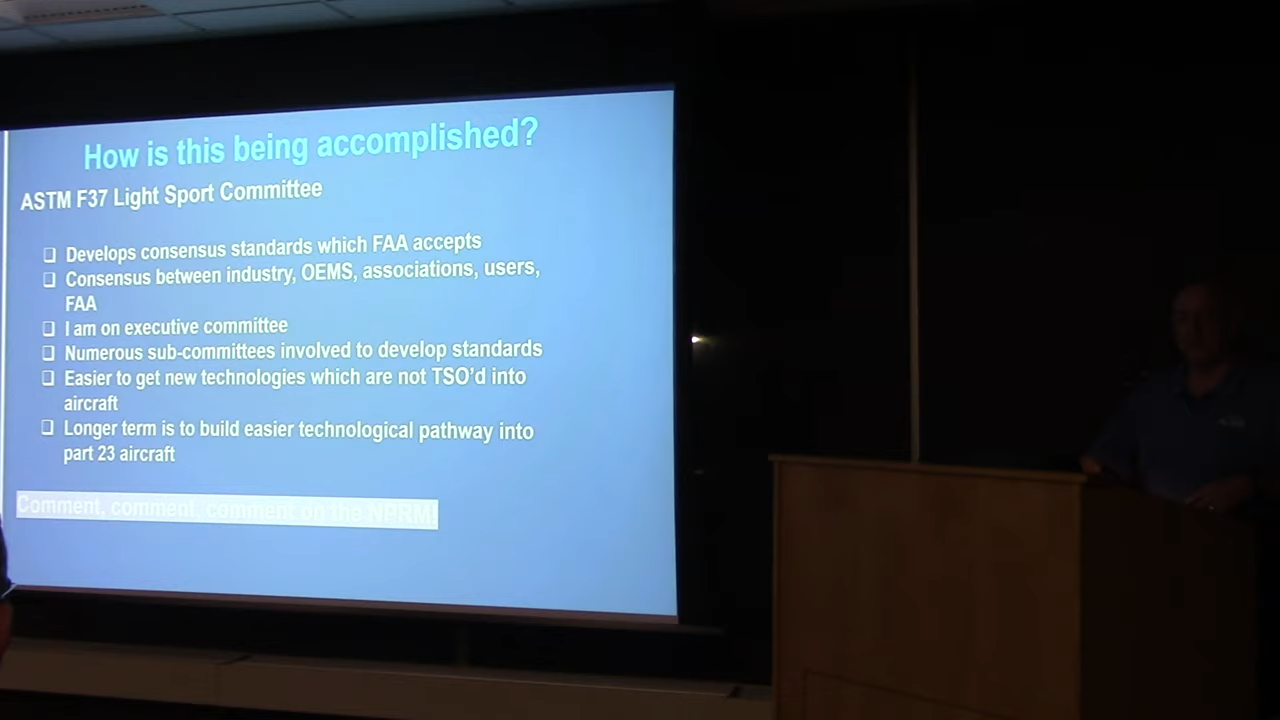 How is this being accomplished?
ASTM F37 Light Sport Committee
❑ Develops consensus standards which FAA accepts
❑ Consensus between industry, OEMS, associations, users,
FAA
❑ I am on executive committee
❑ Numerous sub-committees involved to develop standards
❑ Easier to get new technologies which are not TSO'd into
aircraft
❑ Longer term is to build easier technological pathway into
part 23 aircraft
Comment, comment, comment on the NPRM!